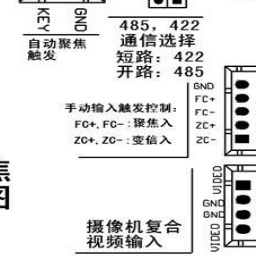 KEY
GND
自动聚焦
触发
485, 422
通信选择
短路: 422
开路: 485
手动输入触发控制:
FC+, FC-: 聚焦入
ZC+, ZC-: 变倍入
GND
FC+
FC-
ZC+
ZC-
焦
图
摄像机复合
视频输入
VIDEO
GND
GND
VIDEO